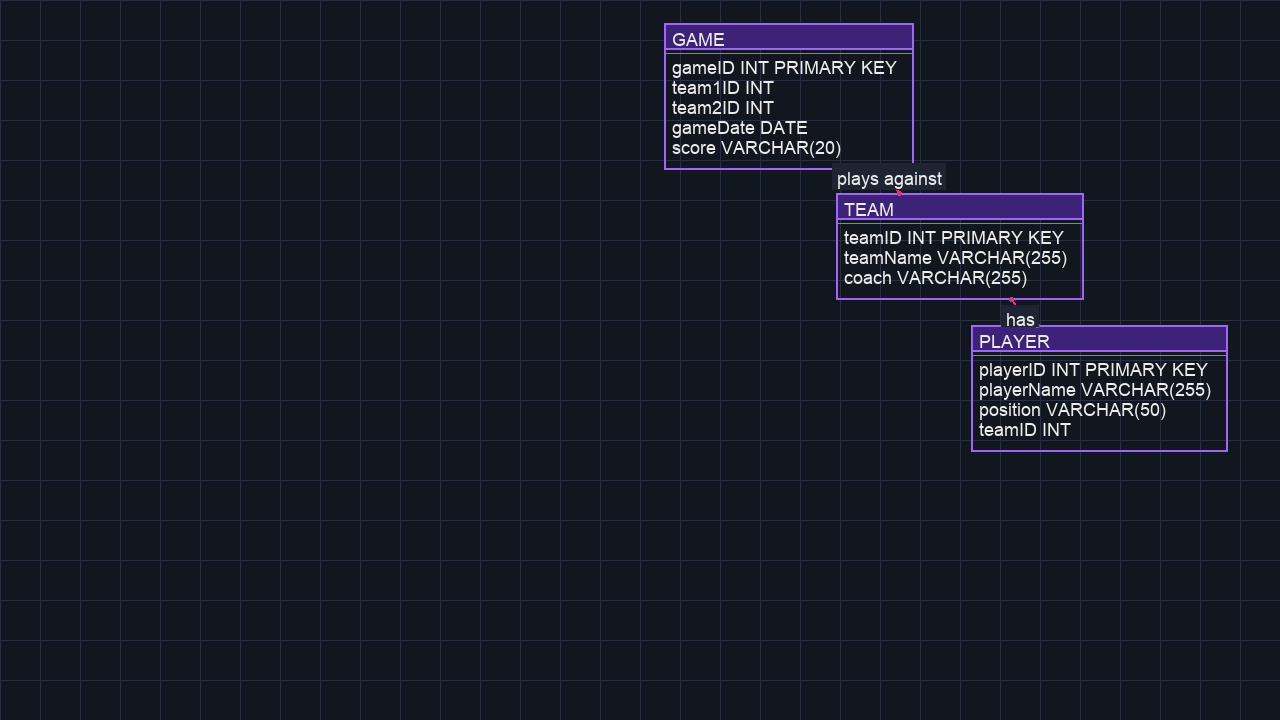 GAME
gameID INT PRIMARY KEY
team1ID INT
team2ID INT
gameDate DATE
score VARCHAR(20)
plays against
TEAM
teamID INT PRIMARY KEY
teamName VARCHAR(255)
coach VARCHAR(255)
has
PLAYER
playerID INT PRIMARY KEY
playerName VARCHAR(255)
position VARCHAR(50)
teamID INT